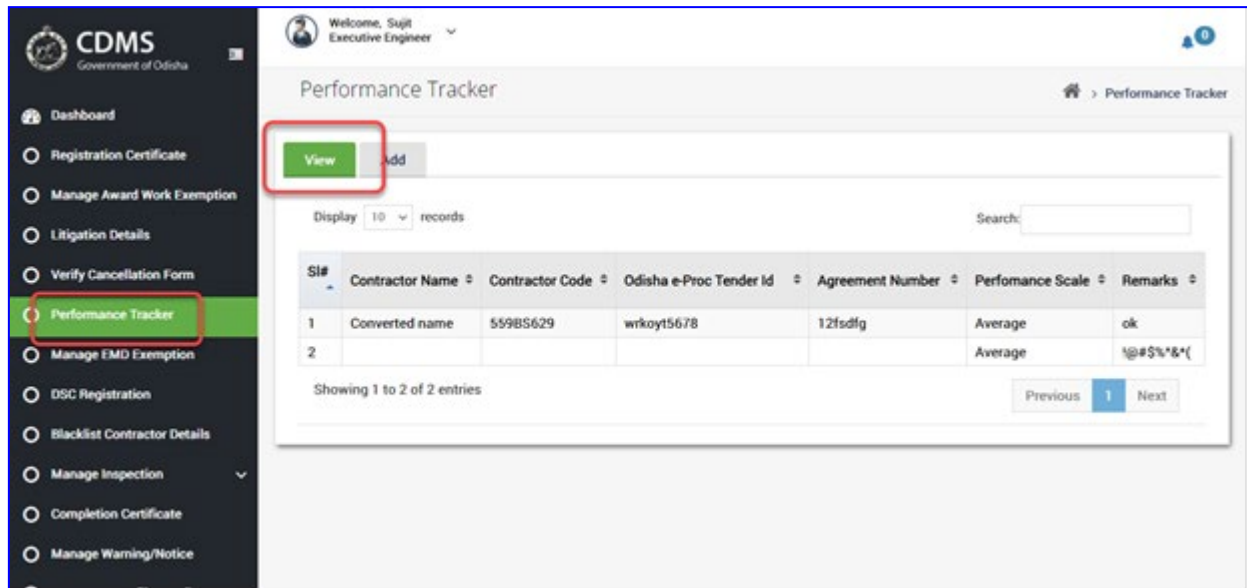 CDMS
Government of Odisha
Welcome, Sujit
Executive Engineer
0
Performance Tracker
> Performance Tracker
Dashboard
Registration Certificate
Manage Award Work Exemption
Litigation Details
Verify Cancellation Form
Performance Tracker
Manage EMD Exemption
DSC Registration
Blacklist Contractor Details
Manage Inspection
Completion Certificate
Manage Warning/Notice
View Add
Display 10 records Search:
Sl# Contractor Name Contractor Code Odisha e-Proc Tender Id Agreement Number Perfomance Scale Remarks
1 Converted name 559BS629 wrkoyt5678 12fsdfg Average ok
2 Average !@#$%*&*(
Showing 1 to 2 of 2 entries
Previous 1 Next